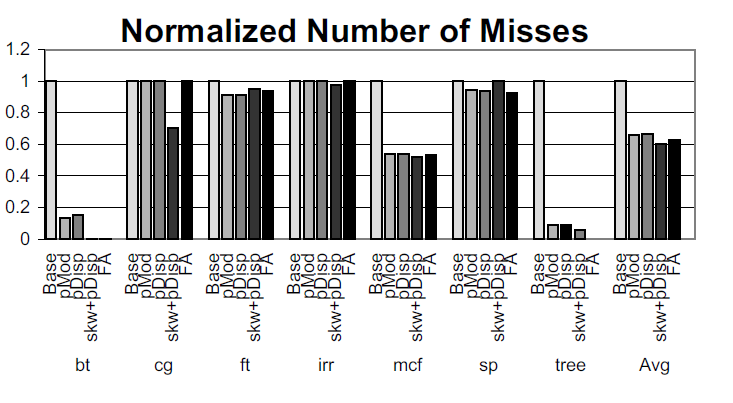 Normalized Number of Misses
1.2
1
0.8
0.6
0.4
0.2
0
Base pMod pDisp skw+pDisp FA
Base pMod pDisp skw+pDisp FA
Base pMod pDisp skw+pDisp FA
Base pMod pDisp skw+pDisp FA
Base pMod pDisp skw+pDisp FA
Base pMod pDisp skw+pDisp FA
Base pMod pDisp skw+pDisp FA
Base pMod pDisp skw+pDisp FA
bt cg ft irr mcf sp tree Avg